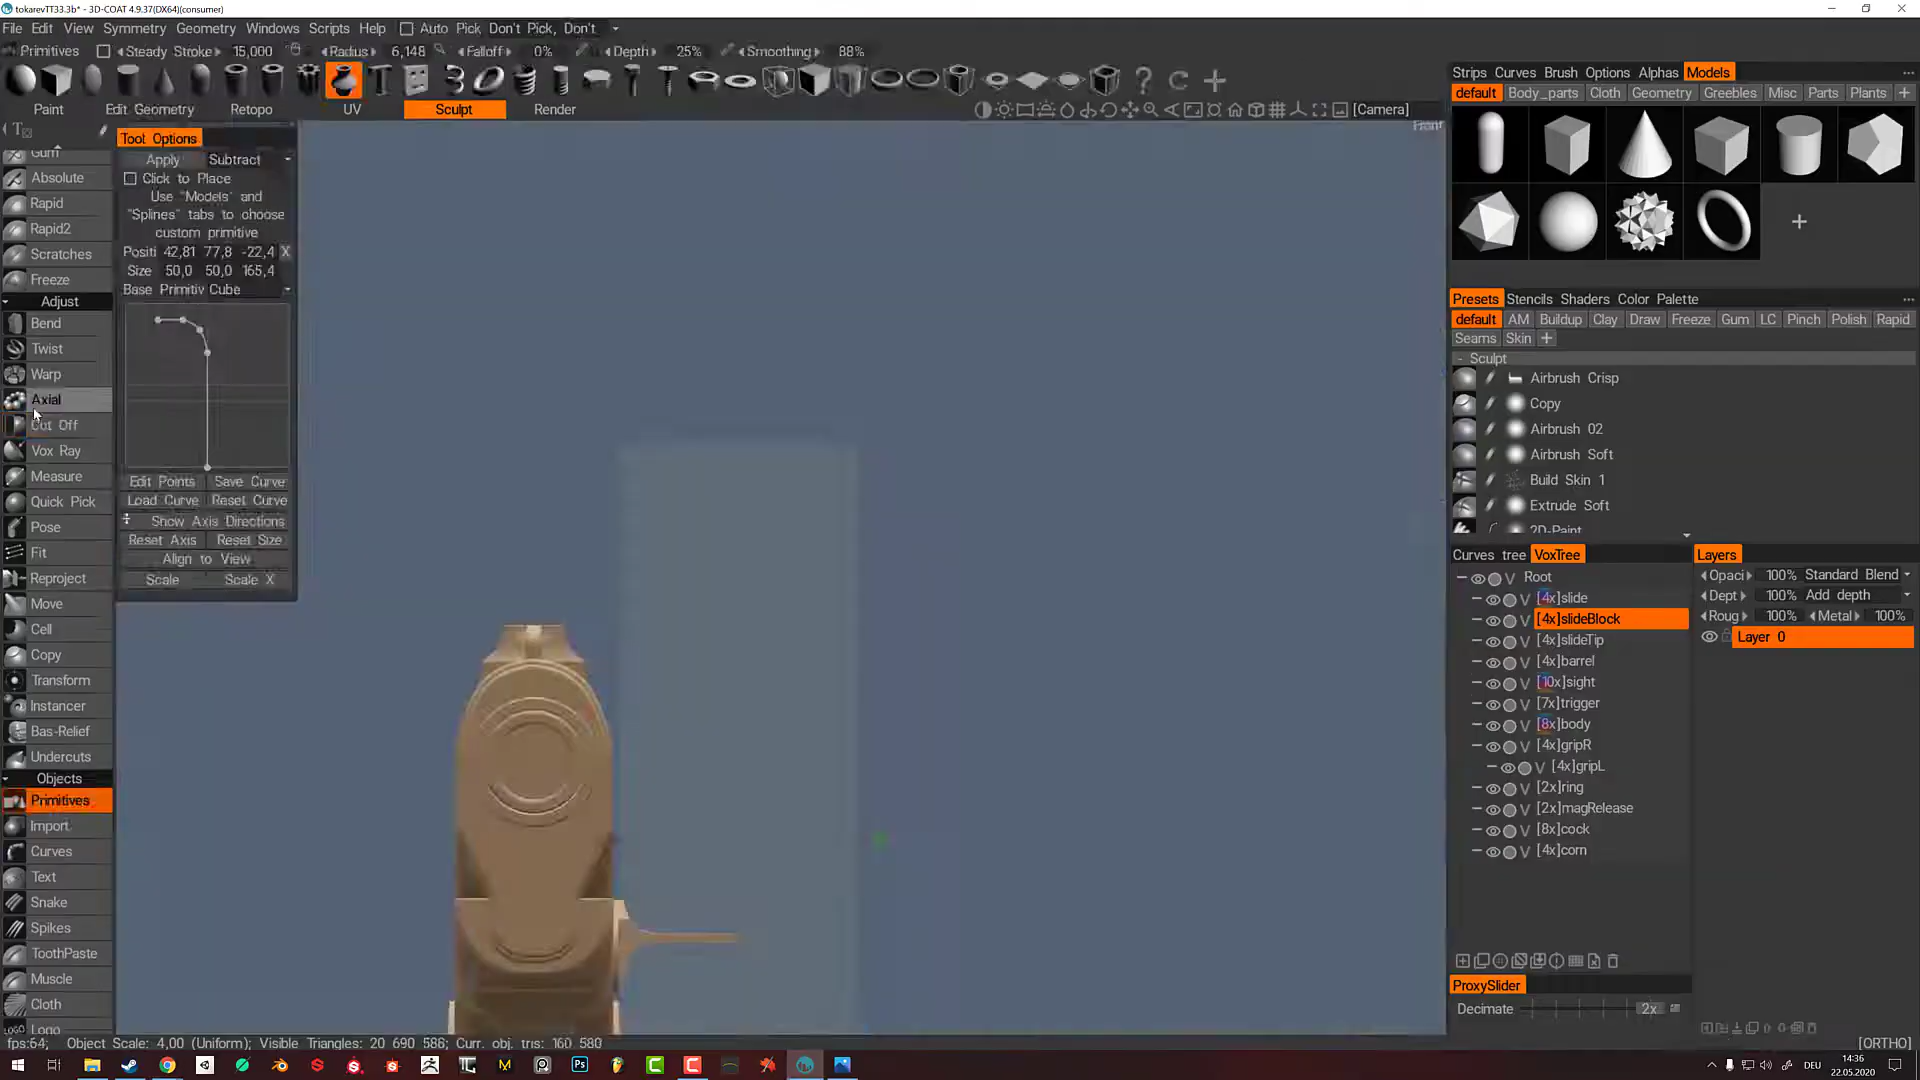 tokarevTT33.3b* - 3D-COAT 4.9.37(DX64)(consumer)
File Edit View Symmetry Geometry Windows Scripts Help Auto Pick Don't Pick, Don't
Primitives Steady Stroke 15,000 Radius 6,148 Falloff 0% Depth 25% Smoothing 88%
Paint Edit Geometry Retopo UV Sculpt Render [Camera]
Front
Gum
Absolute
Rapid
Rapid2
Scratches
Freeze
Adjust
Bend
Twist
Warp
Axial
Cut Off
Vox Ray
Measure
Quick Pick
Pose
Fit
Reproject
Move
Cell
Copy
Transform
Instancer
Bas-Relief
Undercuts
Objects
Primitives
Import
Curves
Text
Snake
Spikes
ToothPaste
Muscle
Cloth
Logo
Tool Options
Apply Subtract
Click to Place
Use "Models" and
"Splines" tabs to choose
custom primitive
Positi 42,81 77,8 -22,4 X
Size 50,0 50,0 165,4
Base Primitiv Cube
Edit Points Save Curve
Load Curve Reset Curve
Show Axis Directions
Reset Axis Reset Size
Align to View
Scale Scale X
Strips Curves Brush Options Alphas Models
default Body_parts Cloth Geometry Greebles Misc Parts Plants +
Presets Stencils Shaders Color Palette
default AM Buildup Clay Draw Freeze Gum LC Pinch Polish Rapid
Seams Skin +
- Sculpt
Airbrush Crisp
Copy
Airbrush 02
Airbrush Soft
Build Skin 1
Extrude Soft
2D-Paint
Curves tree VoxTree
Root
V [4x]slide
V [4x]slideBlock
V [4x]slideTip
V [4x]barrel
V [10x]sight
V [7x]trigger
V [8x]body
V [4x]gripR
V [4x]gripL
V [2x]ring
V [2x]magRelease
V [8x]cock
V [4x]corn
Layers
Opaci 100% Standard Blend
Dept 100% Add depth
Roug 100% Metal 100%
Layer 0
ProxySlider
Decimate 2x
fps:64; Object Scale: 4,00 (Uniform); Visible Triangles: 20 690 586; Curr. obj. tris: 160 580
[ORTHO]
DEU
14:36
22.05.2020